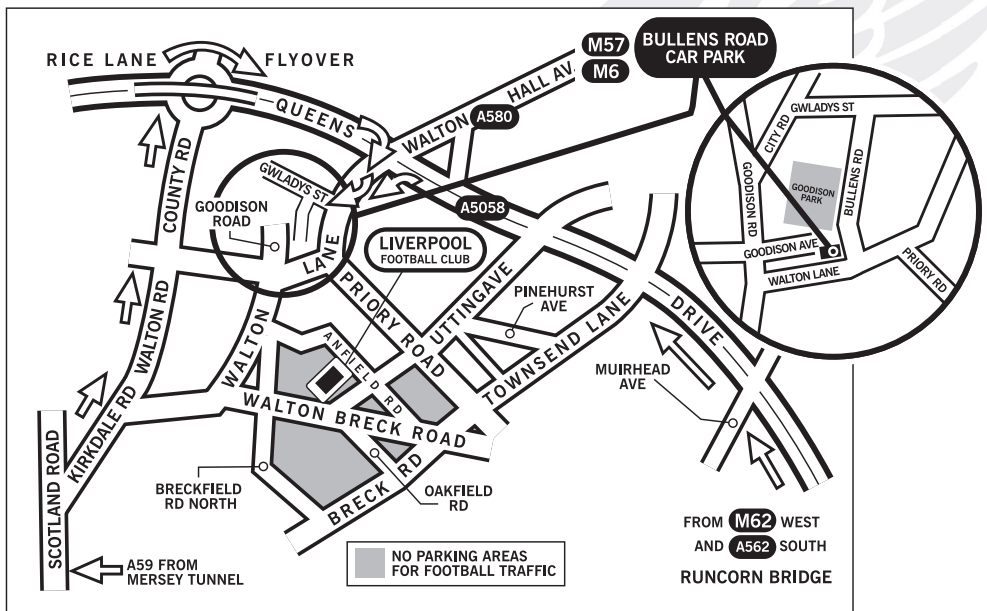 RICE LANE
FLYOVER
M57
M6
BULLENS ROAD
CAR PARK
QUEENS
WALTON
HALL AV
A580
COUNTY RD
GWLADYS ST
GOODISON
ROAD
A5058
LIVERPOOL
FOOTBALL CLUB
LANE
WALTON
PRIORY ROAD
UTTINGAVE
PINEHURST
AVE
TOWNSEND LANE
DRIVE
MUIRHEAD
AVE
ANFIELD RD
WALTON BRECK ROAD
WALTON RD
KIRKDALE RD
SCOTLAND ROAD
BRECKFIELD
RD NORTH
BRECK RD
OAKFIELD
RD
A59 FROM
MERSEY TUNNEL
NO PARKING AREAS
FOR FOOTBALL TRAFFIC
FROM M62 WEST
AND A562 SOUTH
RUNCORN BRIDGE
GWLADYS ST
CITY RD
GOODISON RD
BULLENS RD
GOODISON
PARK
GOODISON AVE
WALTON LANE
PRIORY RD